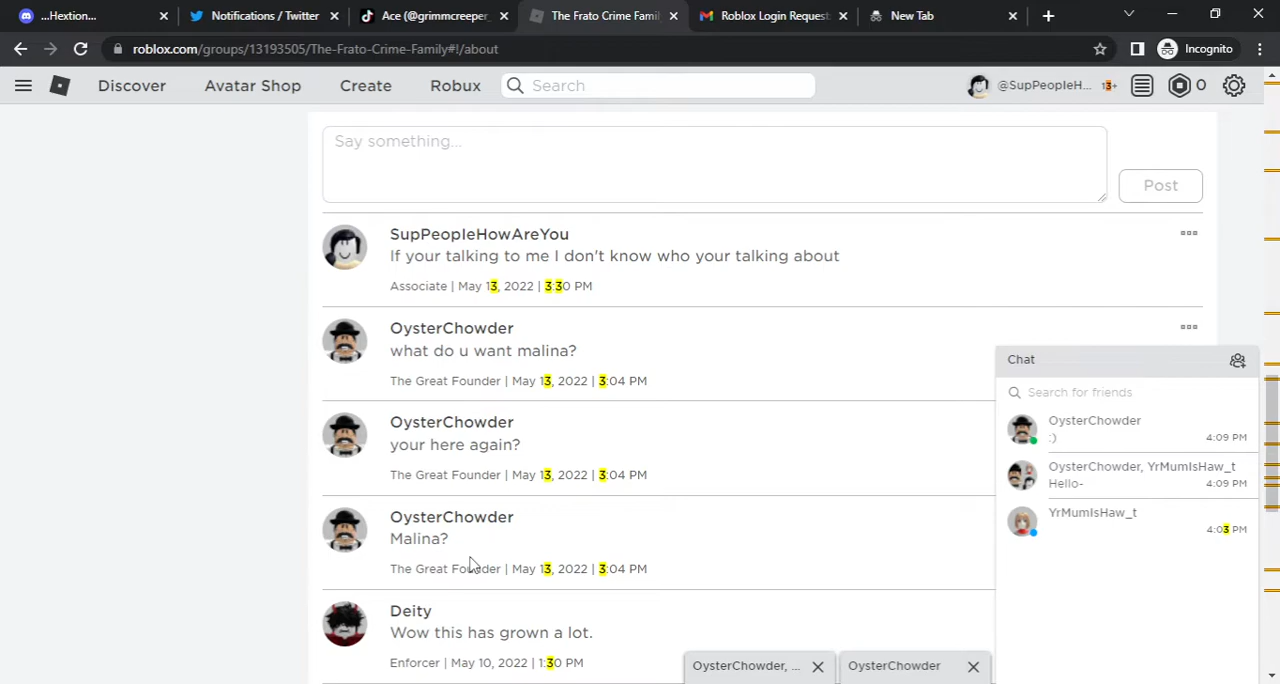 ...Hextion...
Notifications / Twitter
Ace (@grimmcreeper_
The Frato Crime Fami
Roblox Login Request
New Tab
roblox.com/groups/13193505/The-Frato-Crime-Family#!/about
Incognito
Discover
Avatar Shop
Create
Robux
Search
@SupPeopleH...
13+
0
Say something...
Post
SupPeopleHowAreYou
If your talking to me I don't know who your talking about
Associate | May 13, 2022 | 3:30 PM
OysterChowder
what do u want malina?
The Great Founder | May 13, 2022 | 3:04 PM
OysterChowder
your here again?
The Great Founder | May 13, 2022 | 3:04 PM
OysterChowder
Malina?
The Great Founder | May 13, 2022 | 3:04 PM
Deity
Wow this has grown a lot.
Enforcer | May 10, 2022 | 1:30 PM
Chat
Search for friends
OysterChowder
:)
4:09 PM
OysterChowder, YrMumIsHaw_t
Hello-
4:09 PM
YrMumIsHaw_t
4:03 PM
OysterChowder, ...
OysterChowder